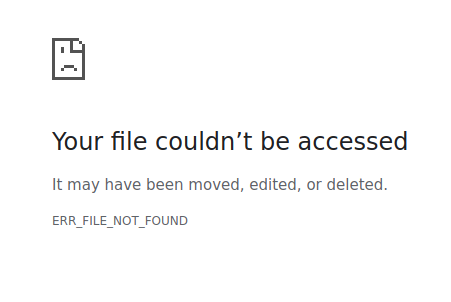 Your file couldn’t be accessed
It may have been moved, edited, or deleted.
ERR_FILE_NOT_FOUND